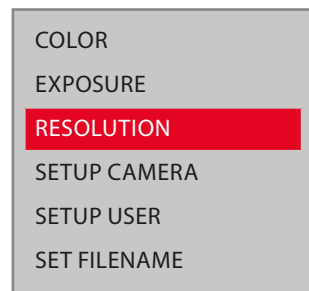 COLOR
EXPOSURE
RESOLUTION
SETUP CAMERA
SETUP USER
SET FILENAME